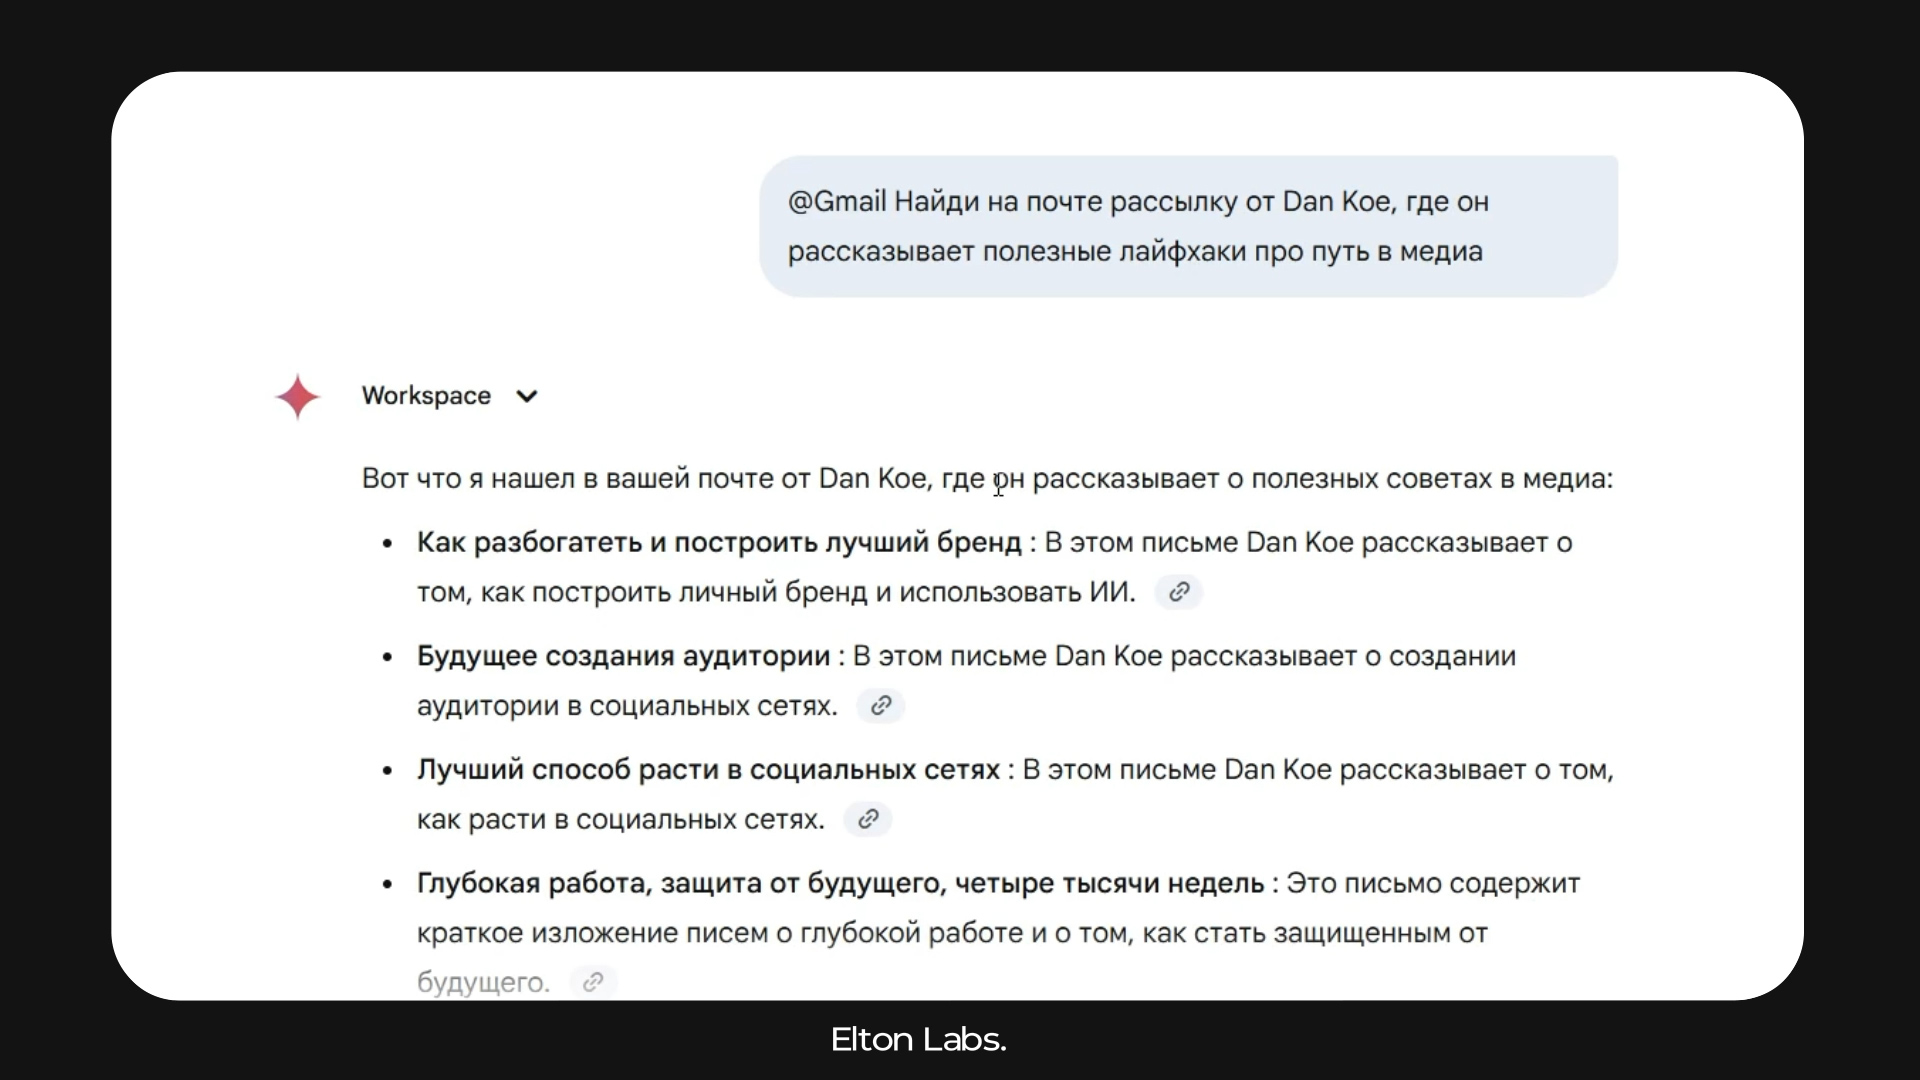 @Gmail Найди на почте рассылку от Dan Koe, где он
рассказывает полезные лайфхаки про путь в медиа
Workspace
Вот что я нашел в вашей почте от Dan Koe, где он рассказывает о полезных советах в медиа:
• Как разбогатеть и построить лучший бренд : В этом письме Dan Koe рассказывает о
том, как построить личный бренд и использовать ИИ.
• Будущее создания аудитории : В этом письме Dan Koe рассказывает о создании
аудитории в социальных сетях.
• Лучший способ расти в социальных сетях : В этом письме Dan Koe рассказывает о том,
как расти в социальных сетях.
• Глубокая работа, защита от будущего, четыре тысячи недель : Это письмо содержит
краткое изложение писем о глубокой работе и о том, как стать защищенным от
будущего.
Elton Labs.